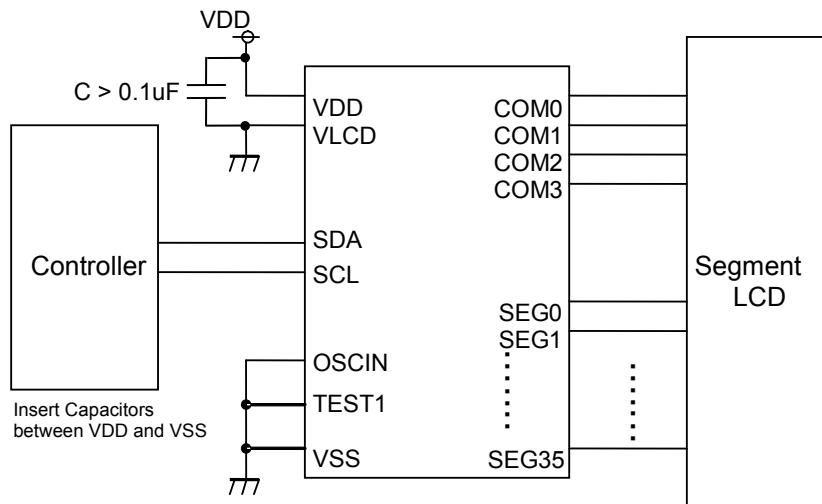 VDD
C > 0.1uF
VDD
VLCD
COM0
COM1
COM2
COM3
Controller
SDA
SCL
Segment
LCD
SEG0
SEG1
OSCIN
TEST1
VSS
SEG35
Insert Capacitors
between VDD and VSS